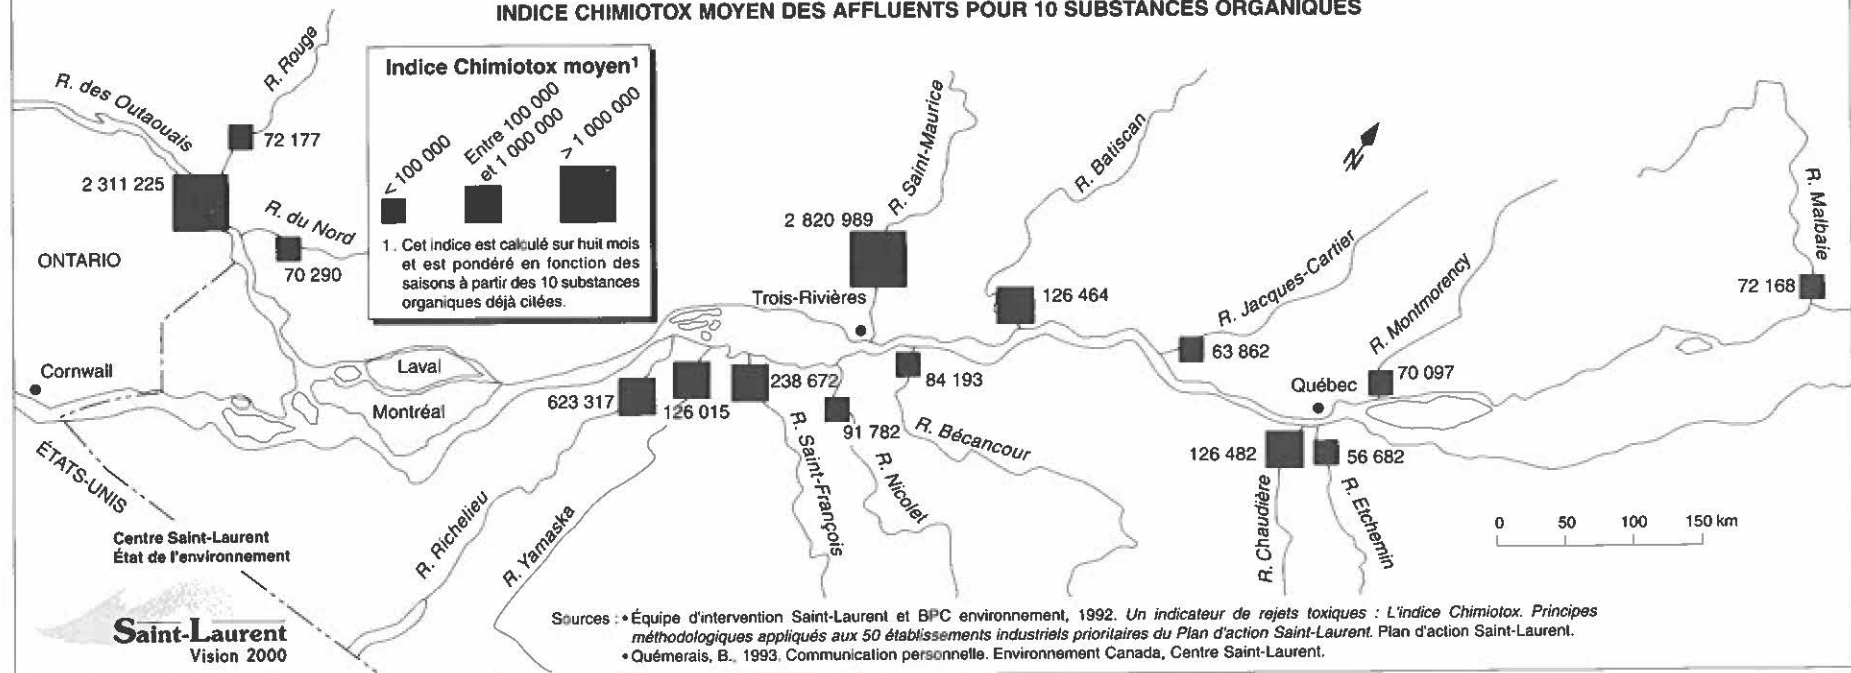 INDICE CHIMIOTOX MOYEN DES AFFLUENTS POUR 10 SUBSTANCES ORGANIQUES
Indice Chimiotox moyen¹
< 100 000
Entre 100 000
et 1 000 000
> 1 000 000
1. Cet indice est calculé sur huil mois
et est pondéré en fonction des
saisons à partir des 10 substances
organiques déjà citées.
R. des Outaouais
R. Rouge
72 177
2 311 225
R. du Nord
70 290
ONTARIO
Cornwall
Laval
Montréal
ÉTATS-UNIS
R. Saint-Maurice
2 820 989
Trois-Rivières
R. Batiscan
126 464
N
R. Jacques-Cartier
63 862
R. Montmorency
70 097
Québec
R. Malbaie
72 168
623 317
126 015
238 672
91 782
84 193
R. Richelieu
R. Yamaska
R. Saint-François
R. Nicolet
R. Bécancour
126 482
56 682
R. Chaudière
R. Etchemin
0 50 100 150 km
Centre Saint-Laurent
État de l'environnement
Saint-Laurent
Vision 2000
Sources : • Équipe d'intervention Saint-Laurent et BPC environnement, 1992. Un indicateur de rejets toxiques : L'indice Chimiotox. Principes
méthodologiques appliqués aux 50 établissements industriels prioritaires du Plan d'action Saint-Laurent. Plan d'action Saint-Laurent.
• Quémerais, B., 1993. Communication personnelle. Environnement Canada, Centre Saint-Laurent.